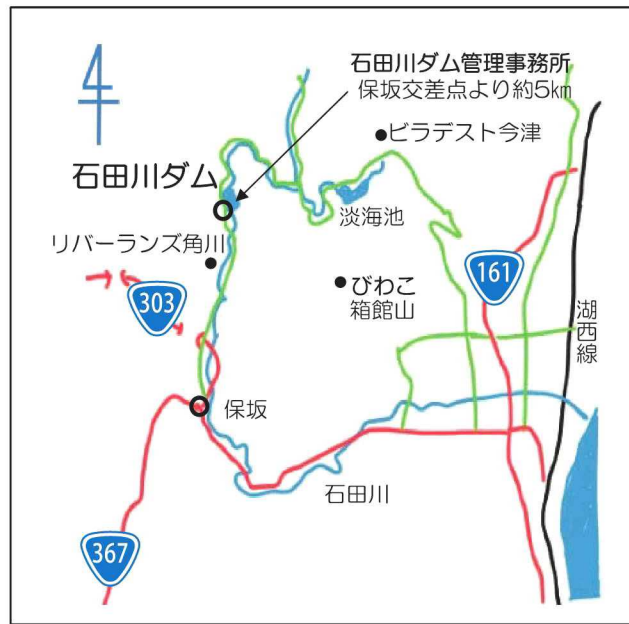 石田川ダム管理事務所
保坂交差点より約5km
ビラデスト今津
石田川ダム
淡海池
リバーランズ角川
161
びわこ
箱館山
303
湖西線
保坂
石田川
367